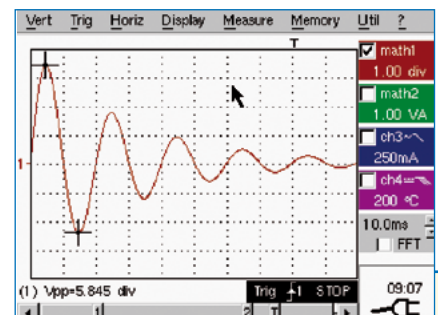 Vert Trig Horiz Display Measure Memory Util ?
T
math1
1.00 div
math2
1.00 VA
ch3
250mA
1
ch4
200 ºC
10.0ms
FFT
(1) Vpp=5.845 div Trig 1 STOP
09:07
1 2 T